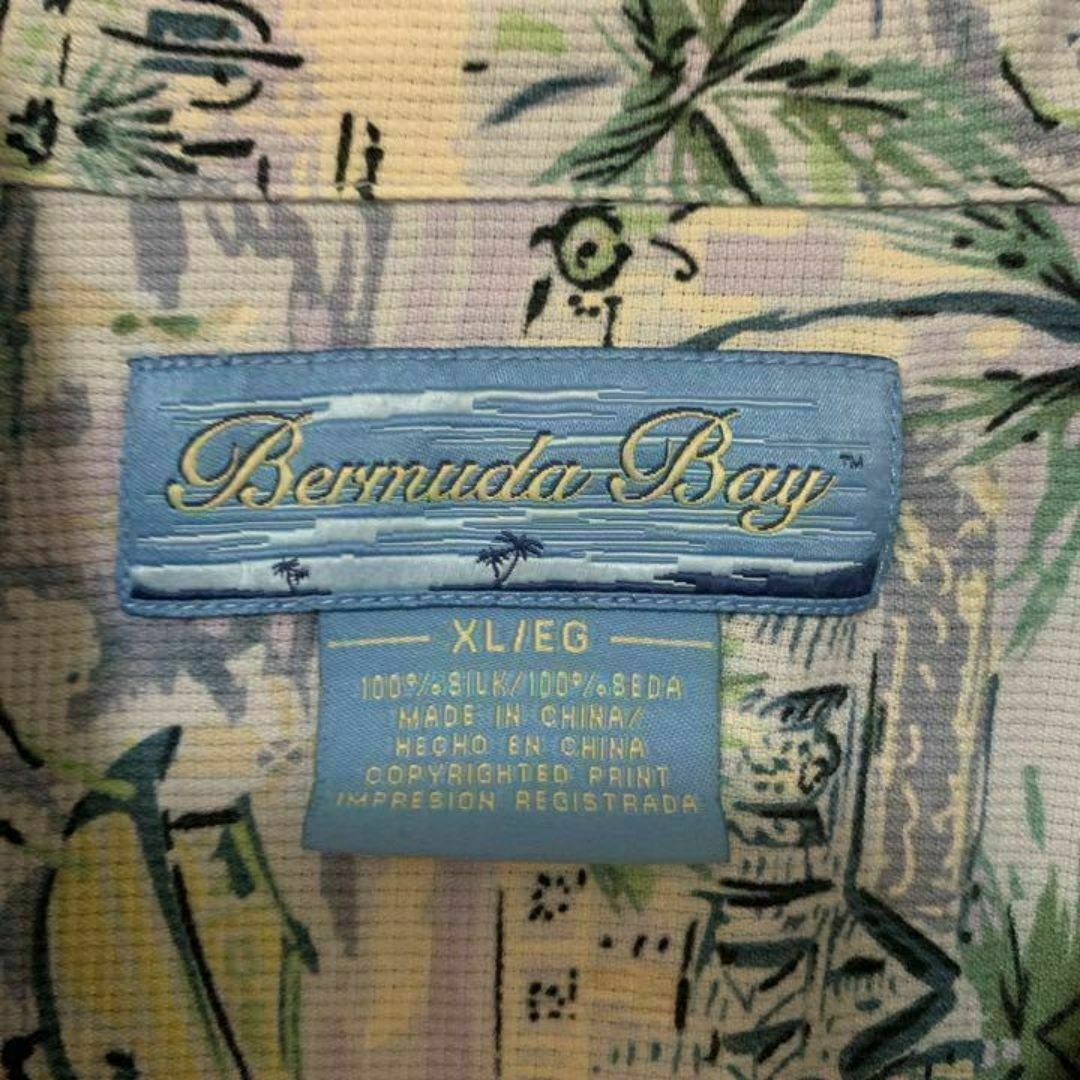 Bermuda Bay™
XL/EG
100% SILK/100% SEDA
MADE IN CHINA/
HECHO EN CHINA
COPYRIGHTED PRINT
IMPRESION REGISTRADA